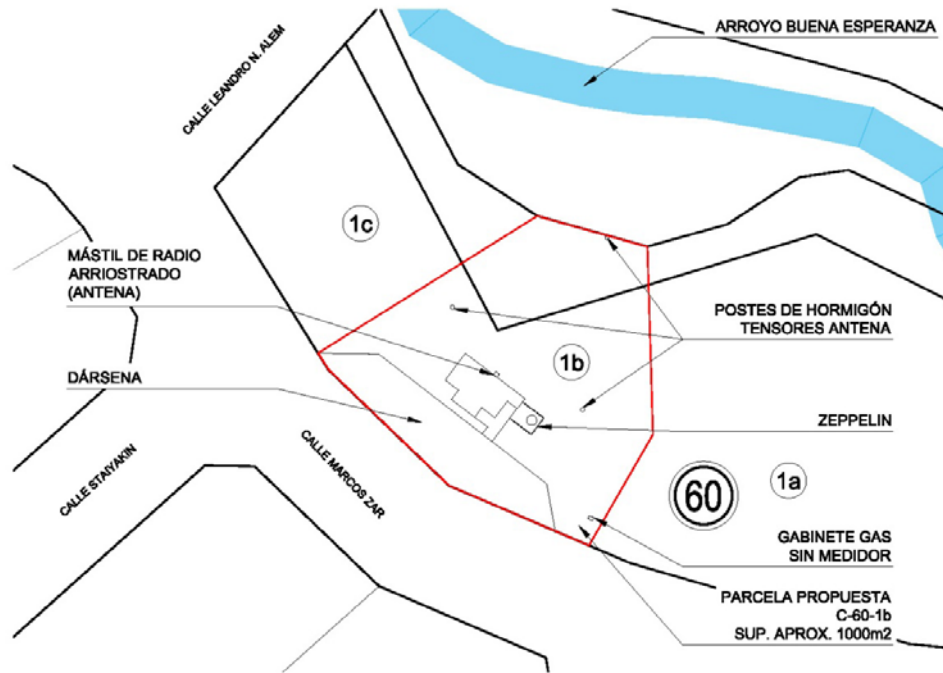 ARROYO BUENA ESPERANZA
CALLE LEANDRO N. ALEM
1c
MÁSTIL DE RADIO
ARRIOSTRADO
(ANTENA)
POSTES DE HORMIGÓN
TENSORES ANTENA
1b
DÁRSENA
ZEPPELIN
CALLE STAIYAKIN
CALLE MARCOS ZAR
60
1a
GABINETE GAS
SIN MEDIDOR
PARCELA PROPUESTA
C-60-1b
SUP. APROX. 1000m2